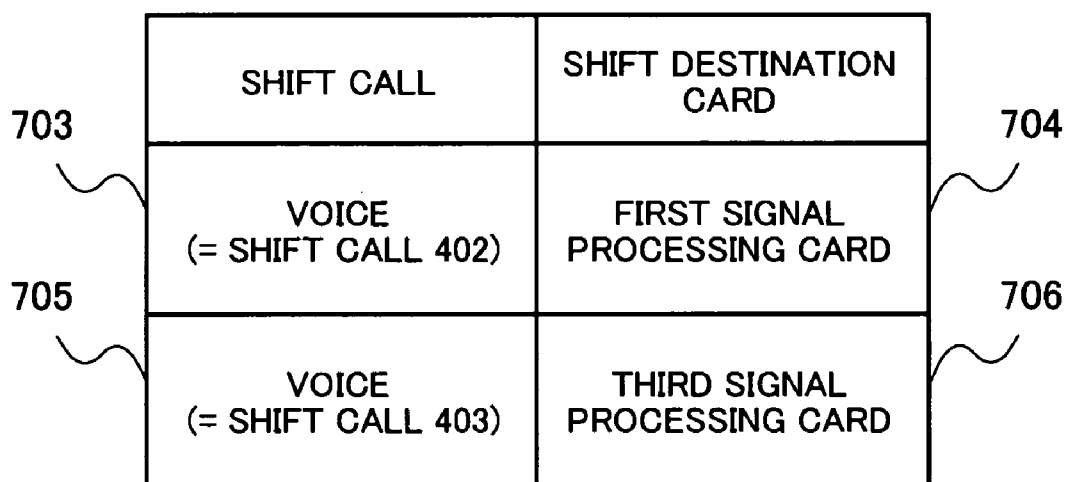 SHIFT CALL
SHIFT DESTINATION
CARD
703
704
VOICE
(= SHIFT CALL 402)
FIRST SIGNAL
PROCESSING CARD
705
706
VOICE
(= SHIFT CALL 403)
THIRD SIGNAL
PROCESSING CARD